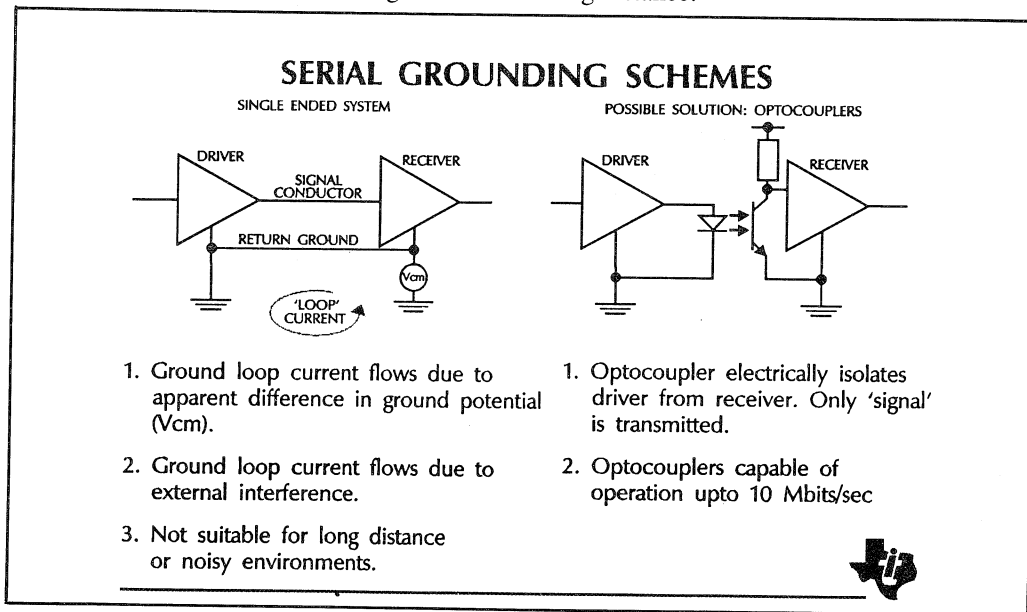 SERIAL GROUNDING SCHEMES
SINGLE ENDED SYSTEM
DRIVER
SIGNAL
CONDUCTOR
RECEIVER
RETURN GROUND
Vcm
'LOOP'
CURRENT
1. Ground loop current flows due to
apparent difference in ground potential
(Vcm).
2. Ground loop current flows due to
external interference.
3. Not suitable for long distance
or noisy environments.
POSSIBLE SOLUTION: OPTOCOUPLERS
DRIVER
RECEIVER
1. Optocoupler electrically isolates
driver from receiver. Only 'signal'
is transmitted.
2. Optocouplers capable of
operation upto 10 Mbits/sec